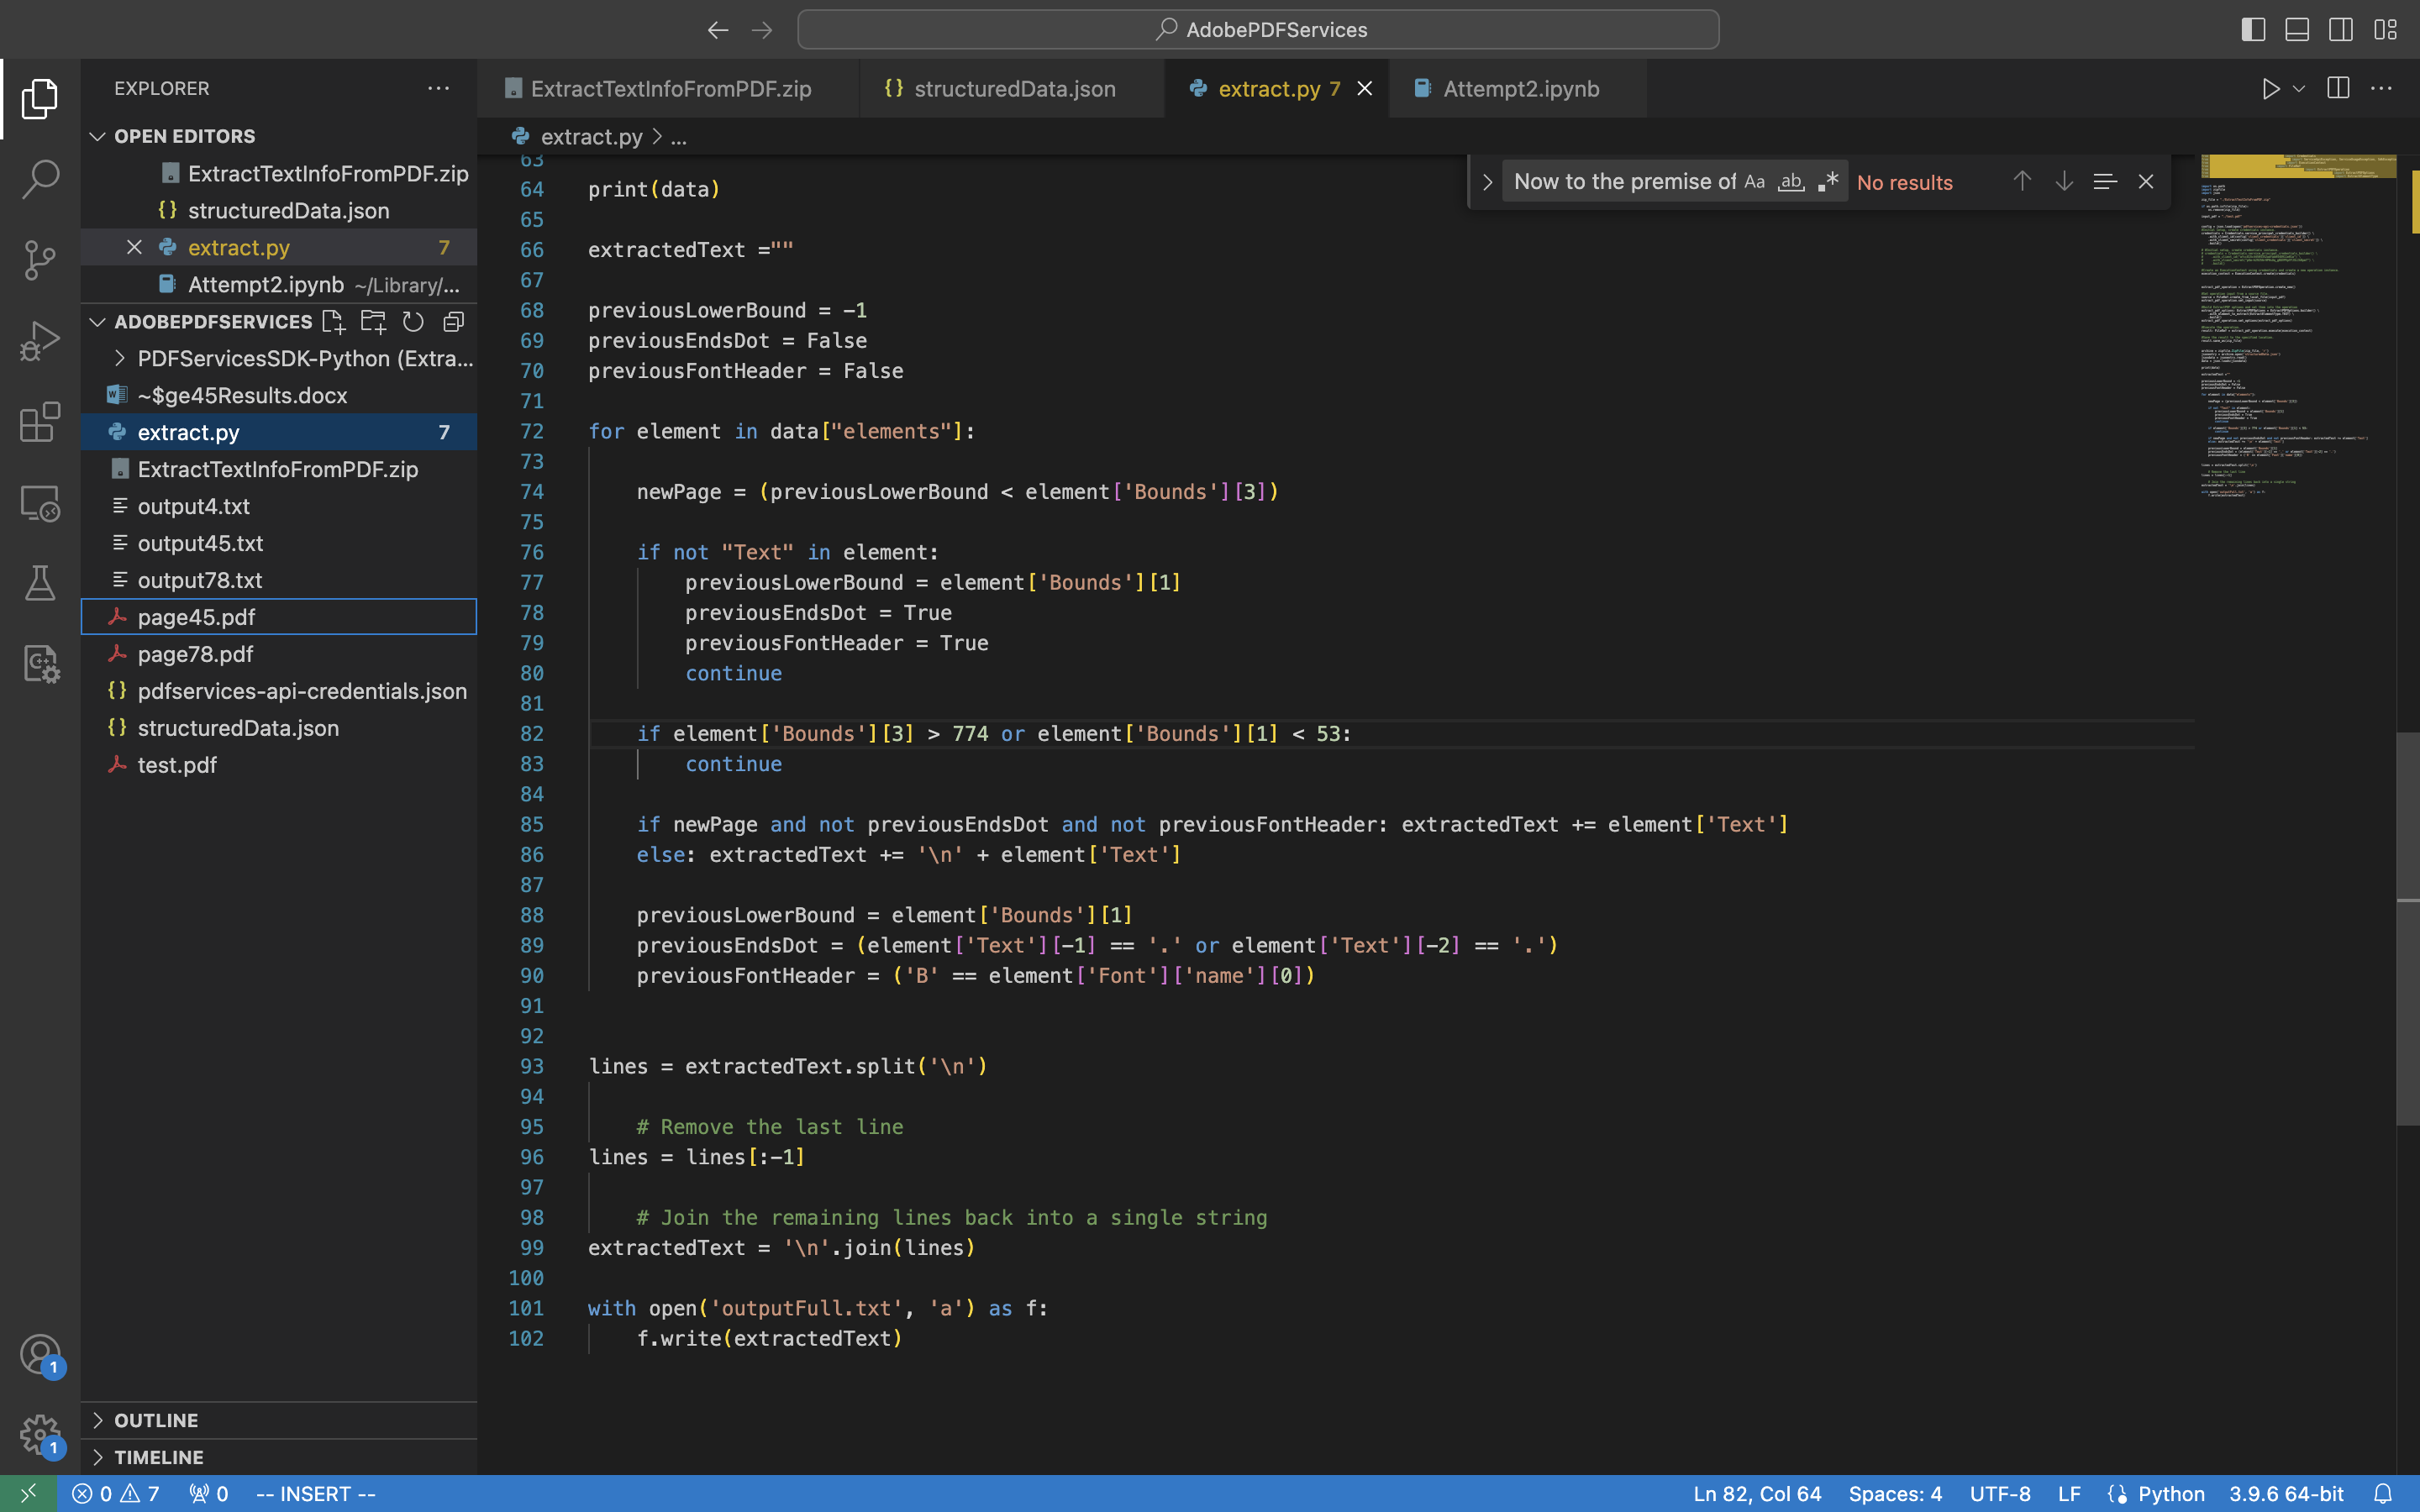 AdobePDFServices
EXPLORER
OPEN EDITORS
ExtractTextInfoFromPDF.zip
{} structuredData.json
extract.py 7
Attempt2.ipynb ~/Library/...
ADOBEPDFSERVICES
PDFServicesSDK-Python (Extra...
~$ge45Results.docx
extract.py 7
ExtractTextInfoFromPDF.zip
output4.txt
output45.txt
output78.txt
page45.pdf
page78.pdf
{} pdfservices-api-credentials.json
{} structuredData.json
test.pdf
OUTLINE
TIMELINE
ExtractTextInfoFromPDF.zip {} structuredData.json extract.py 7 Attempt2.ipynb
extract.py > ...
Now to the premise of Aa ab .* No results
63
64 print(data)
65
66 extractedText =""
67
68 previousLowerBound = -1
69 previousEndsDot = False
70 previousFontHeader = False
71
72 for element in data["elements"]:
73
74 newPage = (previousLowerBound < element['Bounds'][3])
75
76 if not "Text" in element:
77 previousLowerBound = element['Bounds'][1]
78 previousEndsDot = True
79 previousFontHeader = True
80 continue
81
82 if element['Bounds'][3] > 774 or element['Bounds'][1] < 53:
83 continue
84
85 if newPage and not previousEndsDot and not previousFontHeader: extractedText += element['Text']
86 else: extractedText += '\n' + element['Text']
87
88 previousLowerBound = element['Bounds'][1]
89 previousEndsDot = (element['Text'][-1] == '.' or element['Text'][-2] == '.')
90 previousFontHeader = ('B' == element['Font']['name'][0])
91
92
93 lines = extractedText.split('\n')
94
95 # Remove the last line
96 lines = lines[:-1]
97
98 # Join the remaining lines back into a single string
99 extractedText = '\n'.join(lines)
100
101 with open('outputFull.txt', 'a') as f:
102 f.write(extractedText)
1
1
0 7 0 -- INSERT -- Ln 82, Col 64 Spaces: 4 UTF-8 LF Python 3.9.6 64-bit